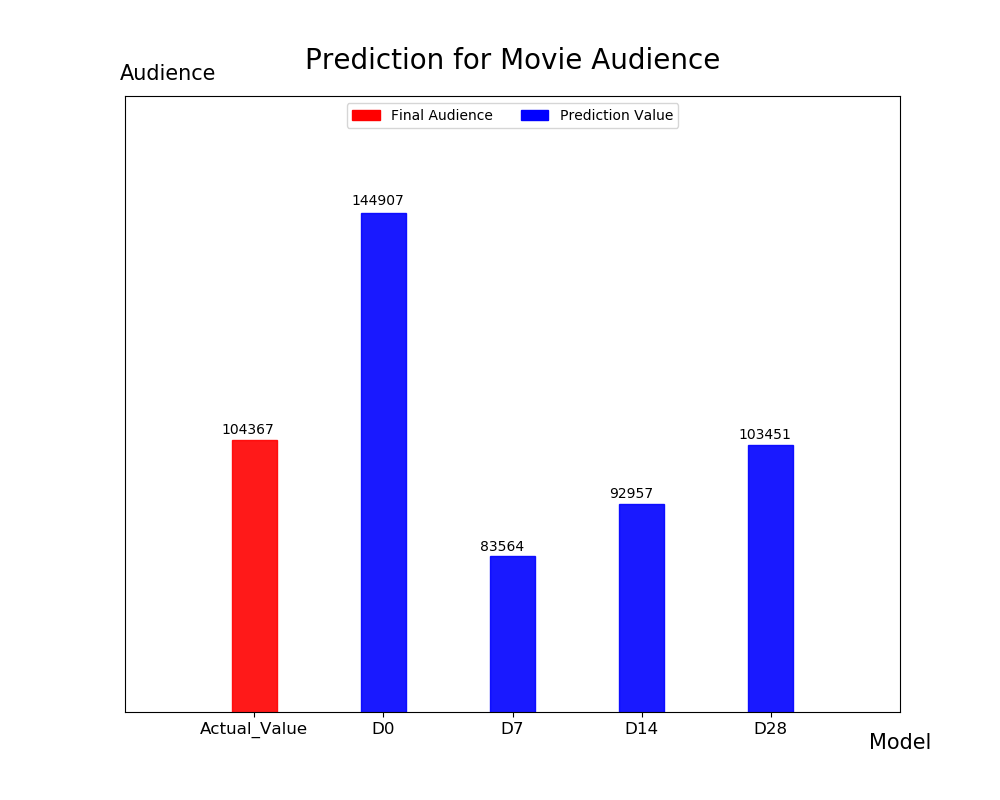 Prediction for Movie Audience
Audience
Final Audience Prediction Value
144907
104367
103451
92957
83564
Actual_Value D0 D7 D14 D28
Model